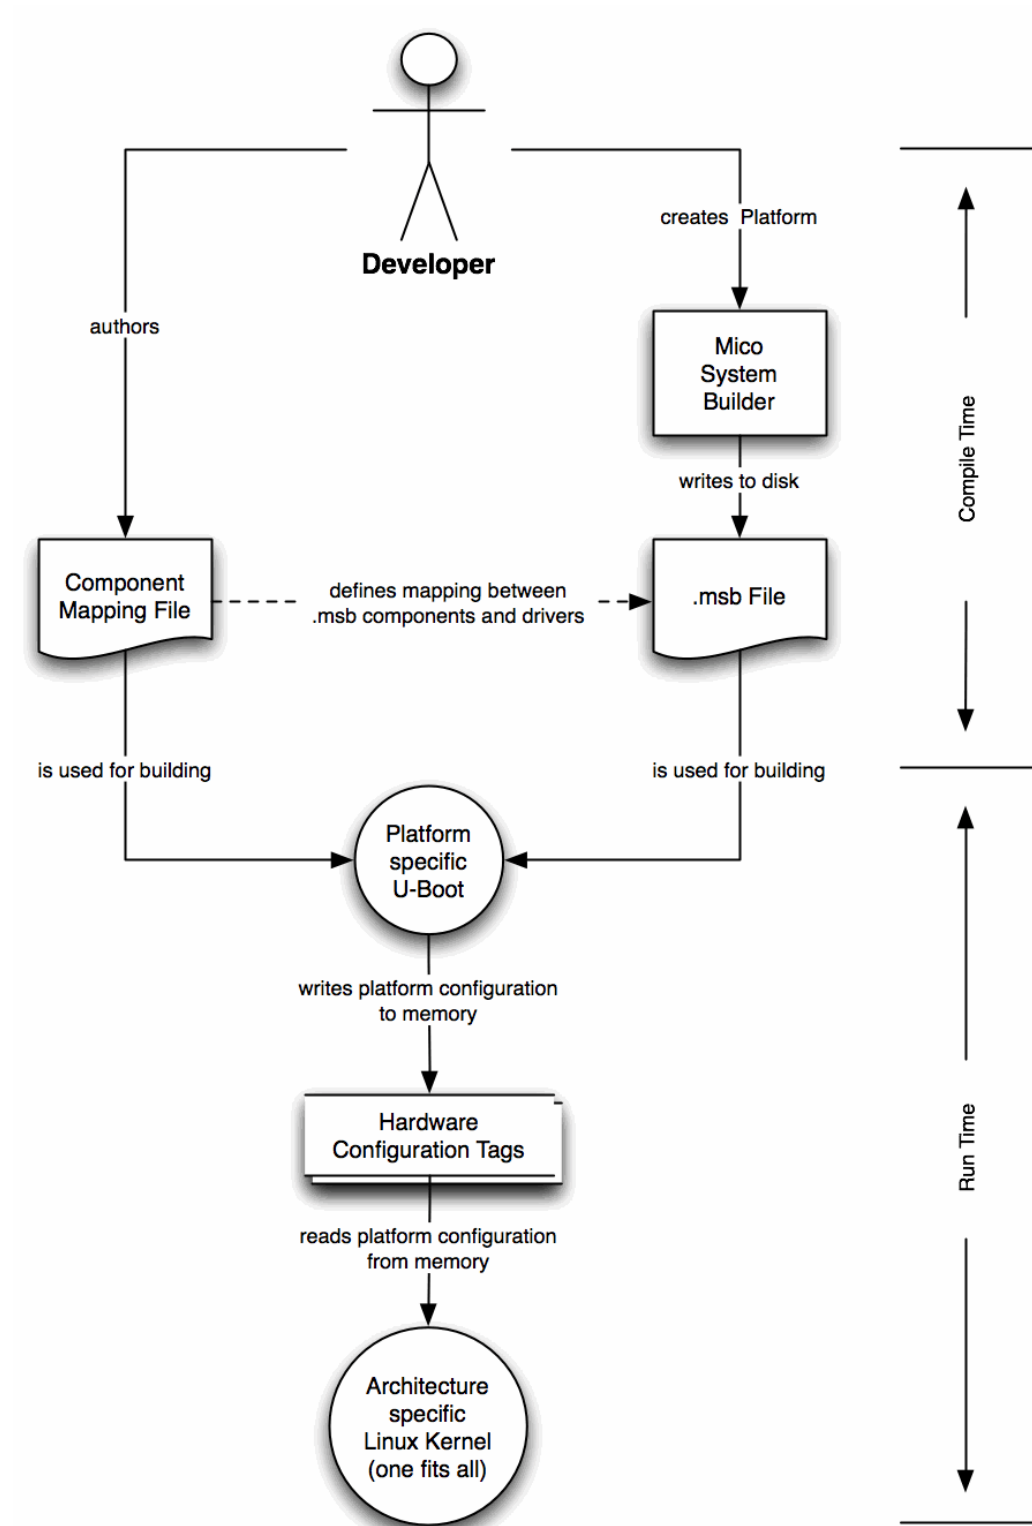 Developer
creates  Platform
authors
Mico
System
Builder
writes to disk
Compile Time
Component
Mapping File
defines mapping between
.msb components and drivers
.msb File
is used for building
is used for building
Platform
specific
U-Boot
writes platform configuration
to memory
Hardware
Configuration Tags
Run Time
reads platform configuration
from memory
Architecture
specific
Linux Kernel
(one fits all)